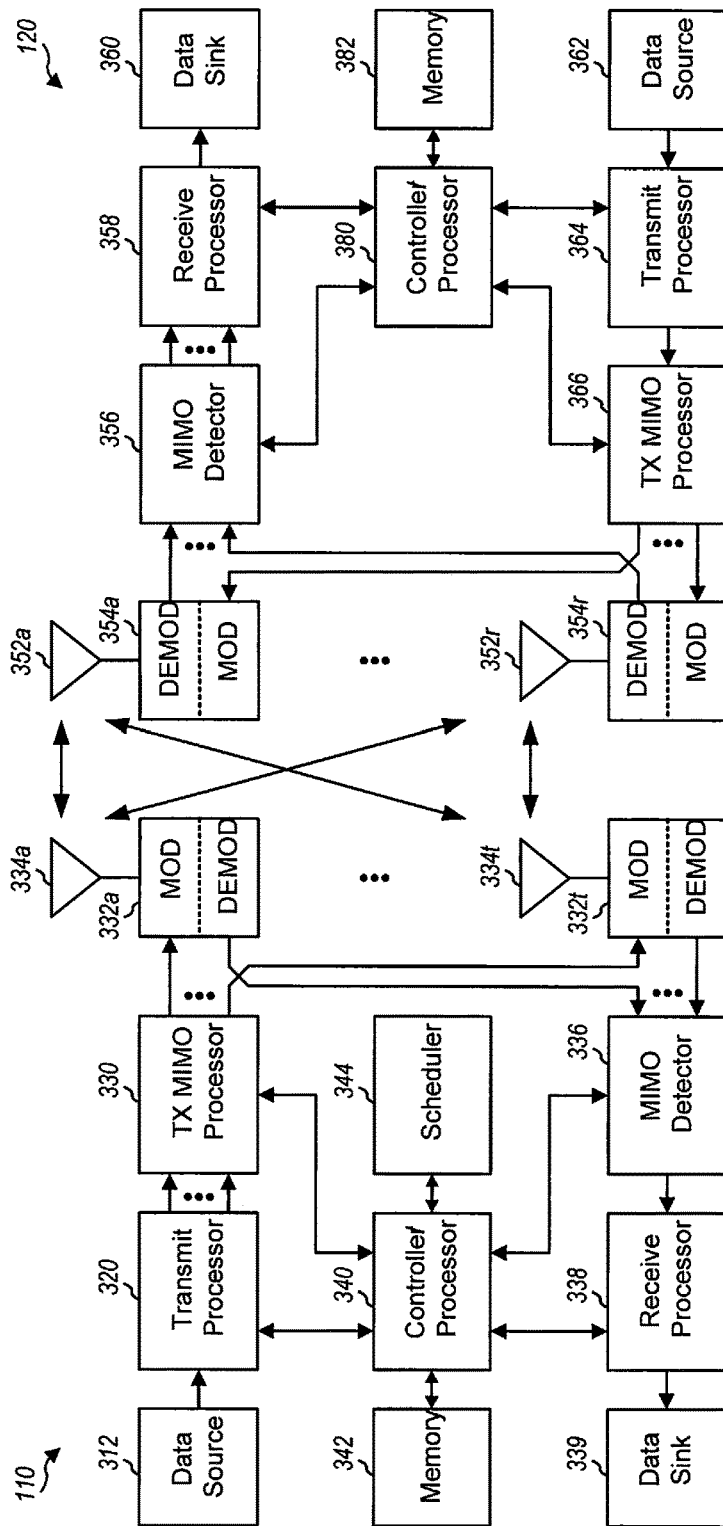 110
120
312
Data
Source
320
Transmit
Processor
330
TX MIMO
Processor
332a
MOD
DEMOD
334a
352a
354a
DEMOD
MOD
356
MIMO
Detector
358
Receive
Processor
360
Data
Sink
342
Memory
340
Controller/
Processor
344
Scheduler
380
Controller/
Processor
382
Memory
339
Data
Sink
338
Receive
Processor
336
MIMO
Detector
332t
MOD
DEMOD
334t
352r
354r
DEMOD
MOD
366
TX MIMO
Processor
364
Transmit
Processor
362
Data
Source